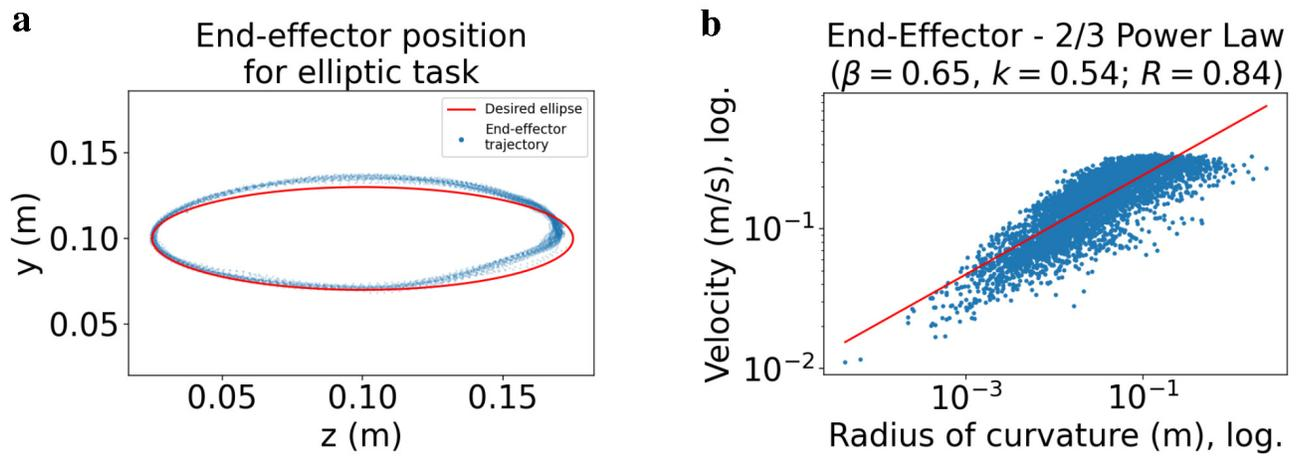 a
End-effector position
for elliptic task
Desired ellipse
End-effector
trajectory
0.15
0.10
0.05
y (m)
0.05 0.10 0.15
z (m)
b
End-Effector - 2/3 Power Law
(β = 0.65, k = 0.54; R = 0.84)
Velocity (m/s), log.
10⁻¹
10⁻²
10⁻³ 10⁻¹
Radius of curvature (m), log.